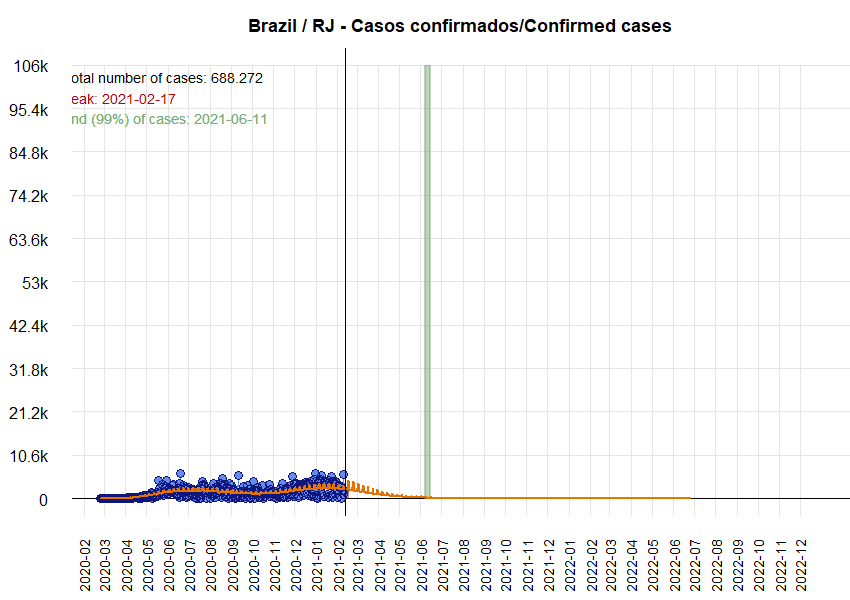 Brazil / RJ - Casos confirmados/Confirmed cases
106k
otal number of cases: 688.272
eak: 2021-02-17
nd (99%) of cases: 2021-06-11
95.4k
84.8k
74.2k
63.6k
53k
42.4k
31.8k
21.2k
10.6k
0
2020-02
2020-03
2020-04
2020-05
2020-06
2020-07
2020-08
2020-09
2020-10
2020-11
2020-12
2021-01
2021-02
2021-03
2021-04
2021-05
2021-06
2021-07
2021-08
2021-09
2021-10
2021-11
2021-12
2022-01
2022-02
2022-03
2022-04
2022-05
2022-06
2022-07
2022-08
2022-09
2022-10
2022-11
2022-12